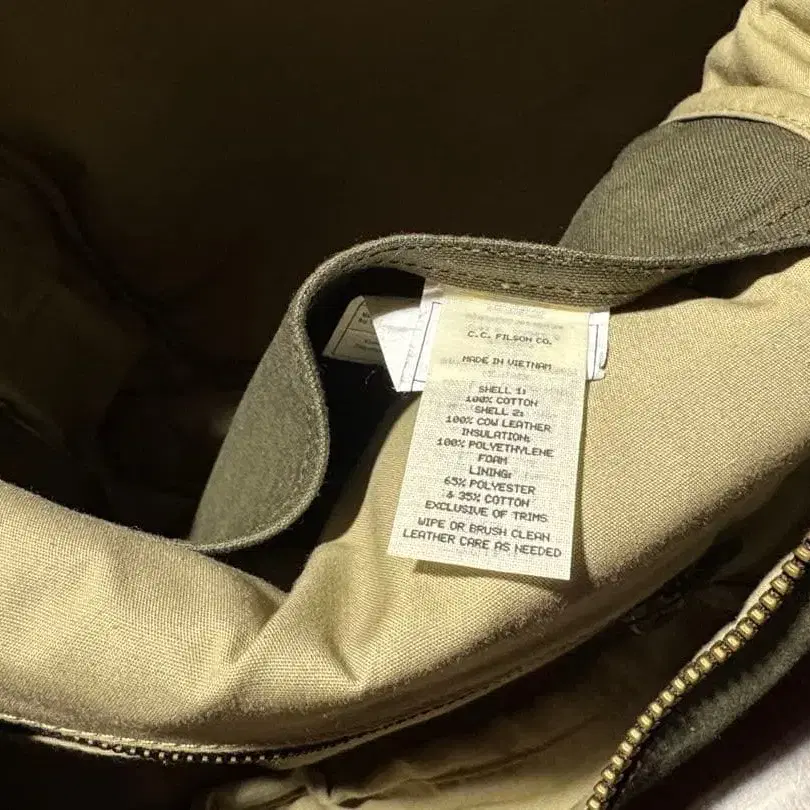 C.C. FILSON CO.
MADE IN VIETNAM
SHELL 1:
100% COTTON
SHELL 2:
100% COW LEATHER
INSULATION:
100% POLYETHYLENE
FOAM
LINING:
65% POLYESTER
& 35% COTTON
EXCLUSIVE OF TRIMS
WIPE OR BRUSH CLEAN
LEATHER CARE AS NEEDED